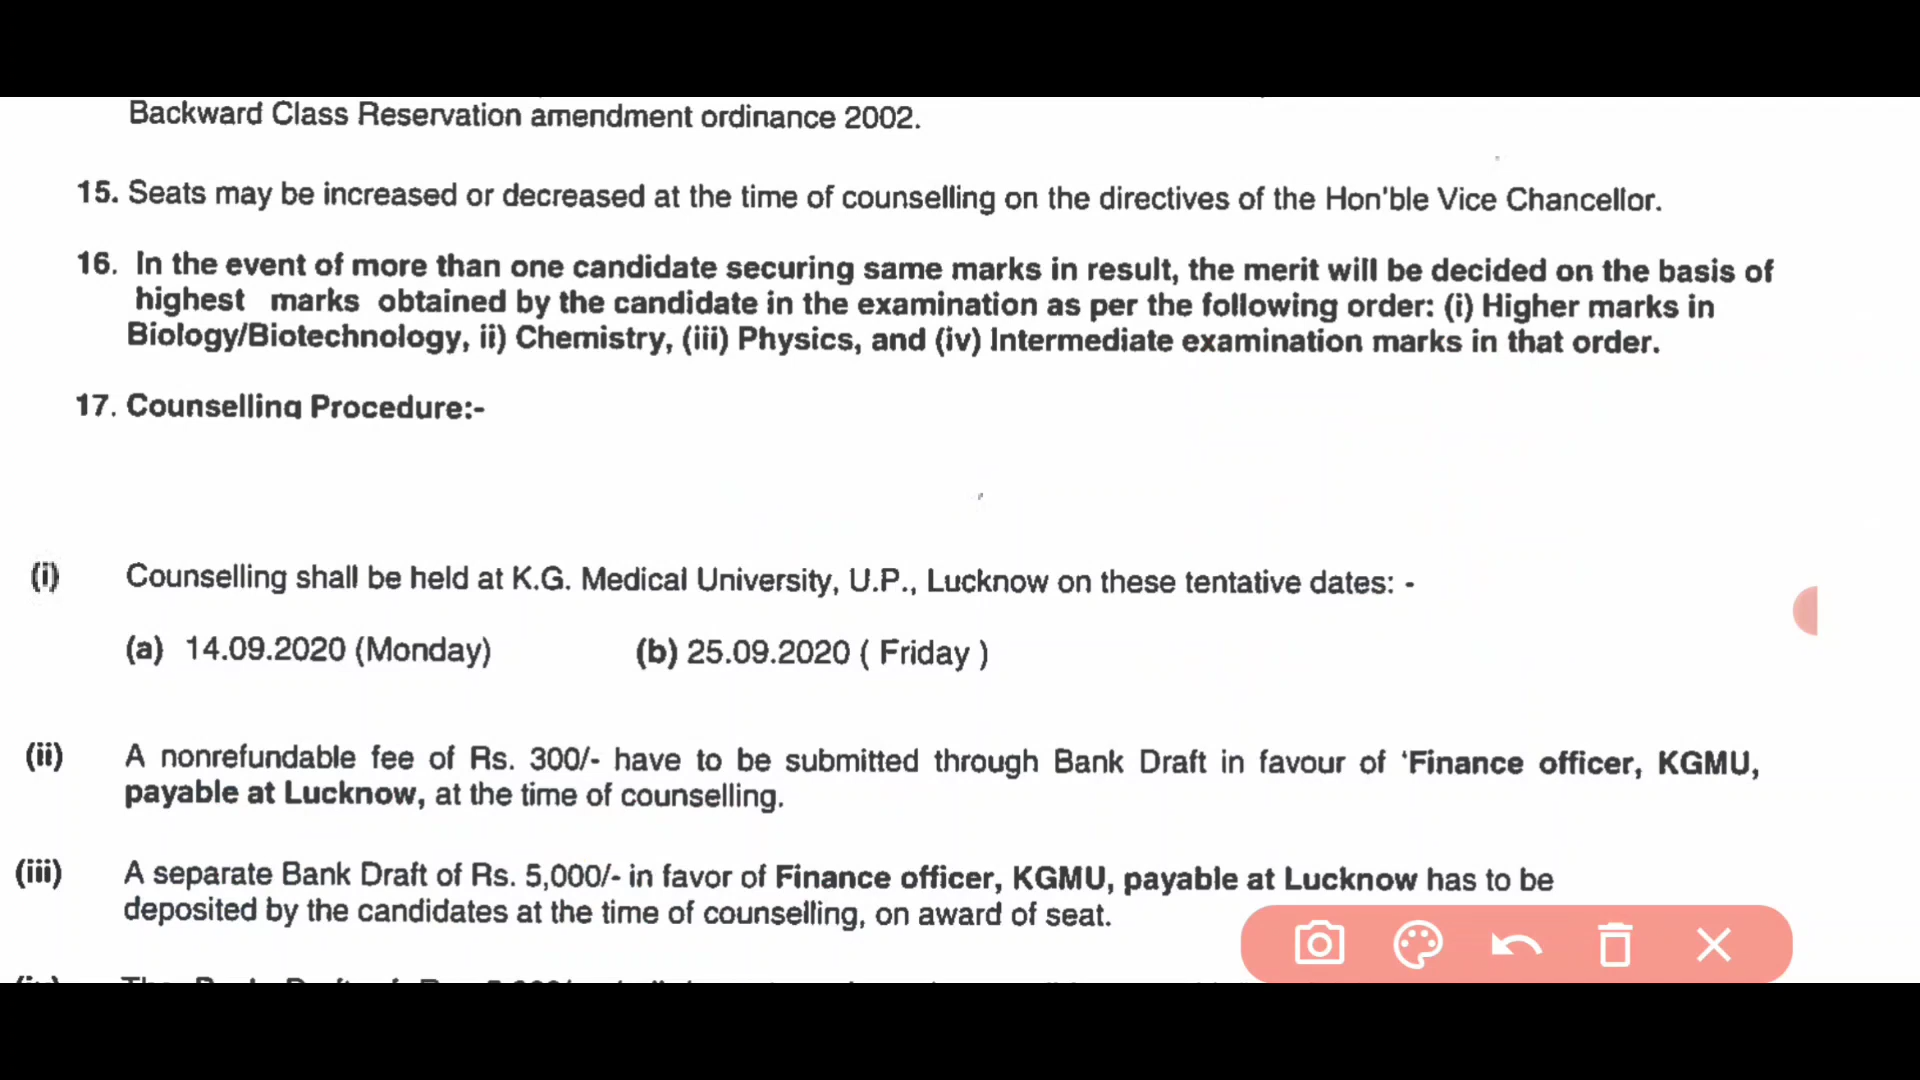 Backward Class Reservation amendment ordinance 2002.
15. Seats may be increased or decreased at the time of counselling on the directives of the Hon'ble Vice Chancellor.
16. In the event of more than one candidate securing same marks in result, the merit will be decided on the basis of
highest marks obtained by the candidate in the examination as per the following order: (i) Higher marks in
Biology/Biotechnology, ii) Chemistry, (iii) Physics, and (iv) Intermediate examination marks in that order.
17. Counselling Procedure:-
(i) Counselling shall be held at K.G. Medical University, U.P., Lucknow on these tentative dates: -
(a) 14.09.2020 (Monday) (b) 25.09.2020 ( Friday )
(ii) A nonrefundable fee of Rs. 300/- have to be submitted through Bank Draft in favour of ‘Finance officer, KGMU,
payable at Lucknow, at the time of counselling.
(iii) A separate Bank Draft of Rs. 5,000/- in favor of Finance officer, KGMU, payable at Lucknow has to be
deposited by the candidates at the time of counselling, on award of seat.